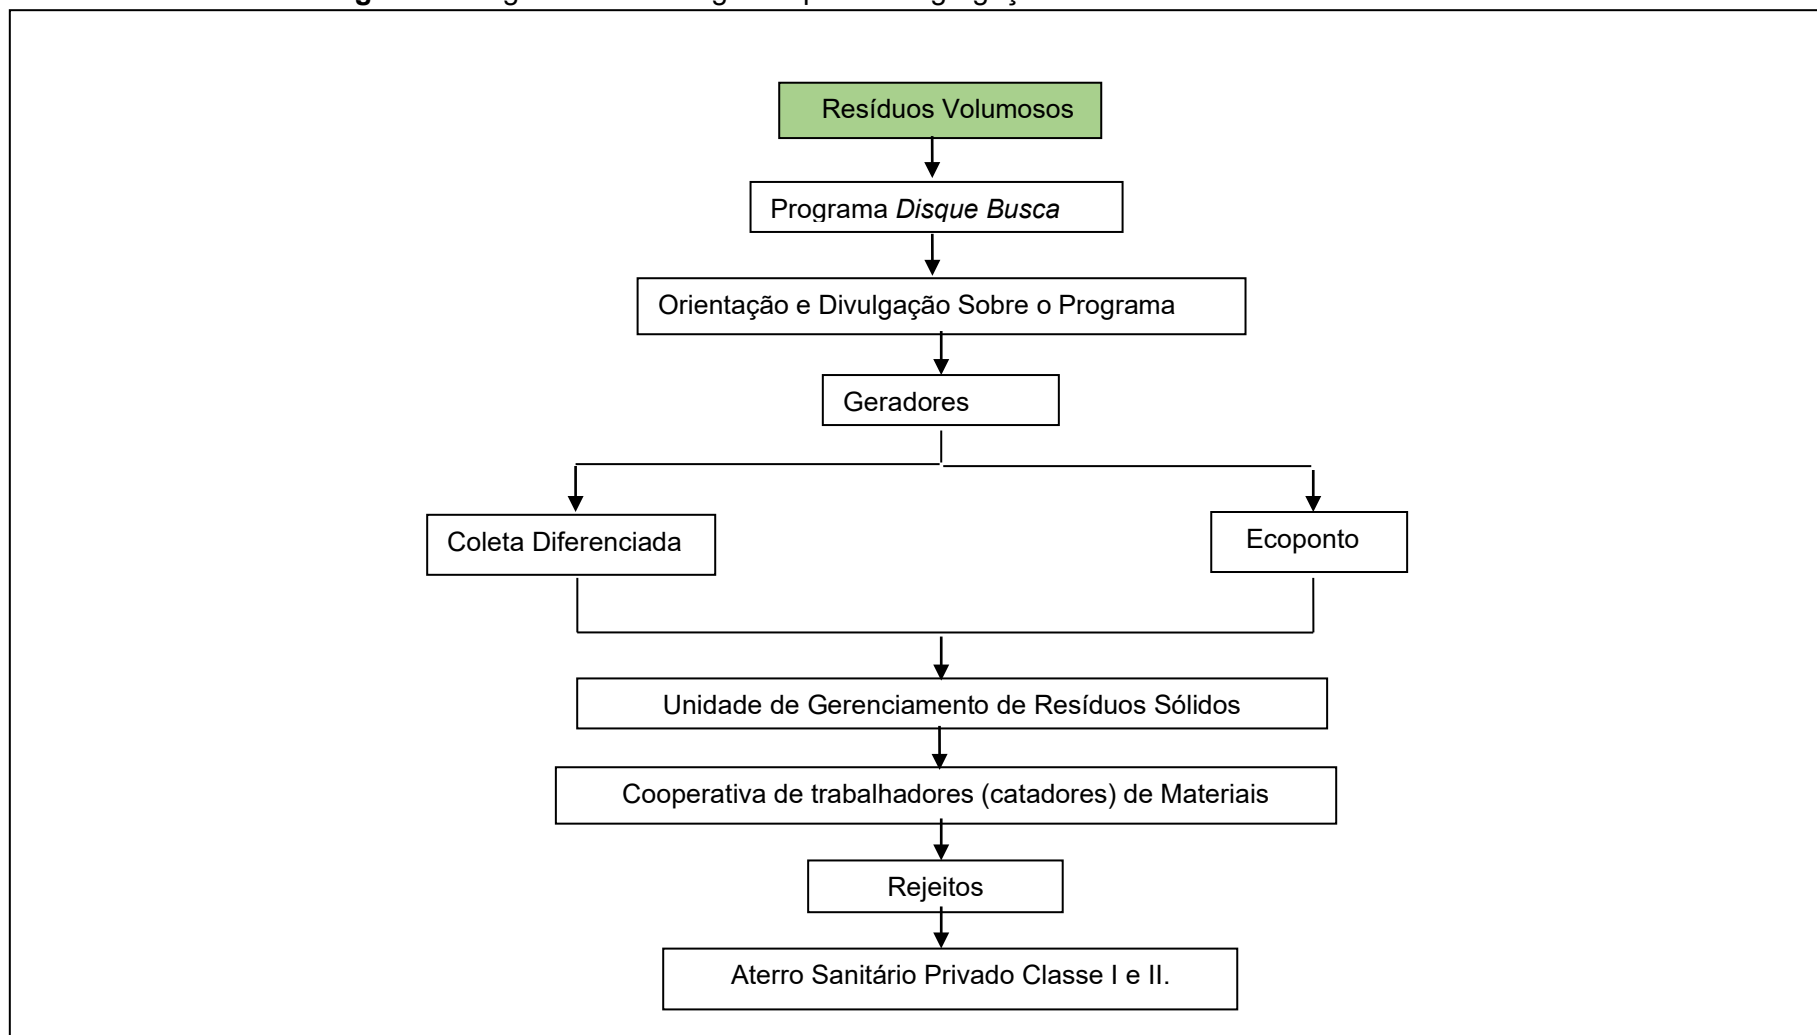 Resíduos Volumosos
Programa Disque Busca
Orientação e Divulgação Sobre o Programa
Geradores
Coleta Diferenciada
Ecoponto
Unidade de Gerenciamento de Resíduos Sólidos
Cooperativa de trabalhadores (catadores) de Materiais
Rejeitos
Aterro Sanitário Privado Classe I e II.